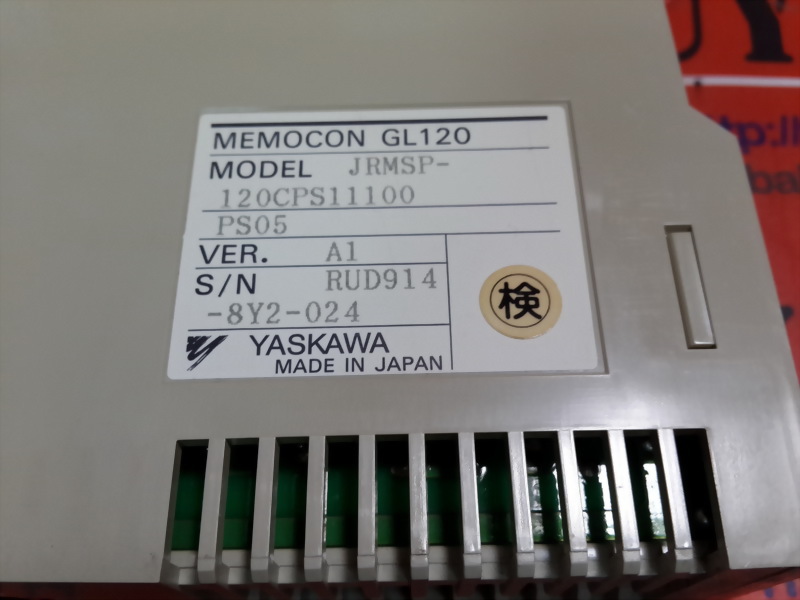 MEMOCON GL120
MODEL JRMSP-
120CPS11100
PS05
VER. A1
S/N RUD914
-8Y2-024
検
YASKAWA
MADE IN JAPAN